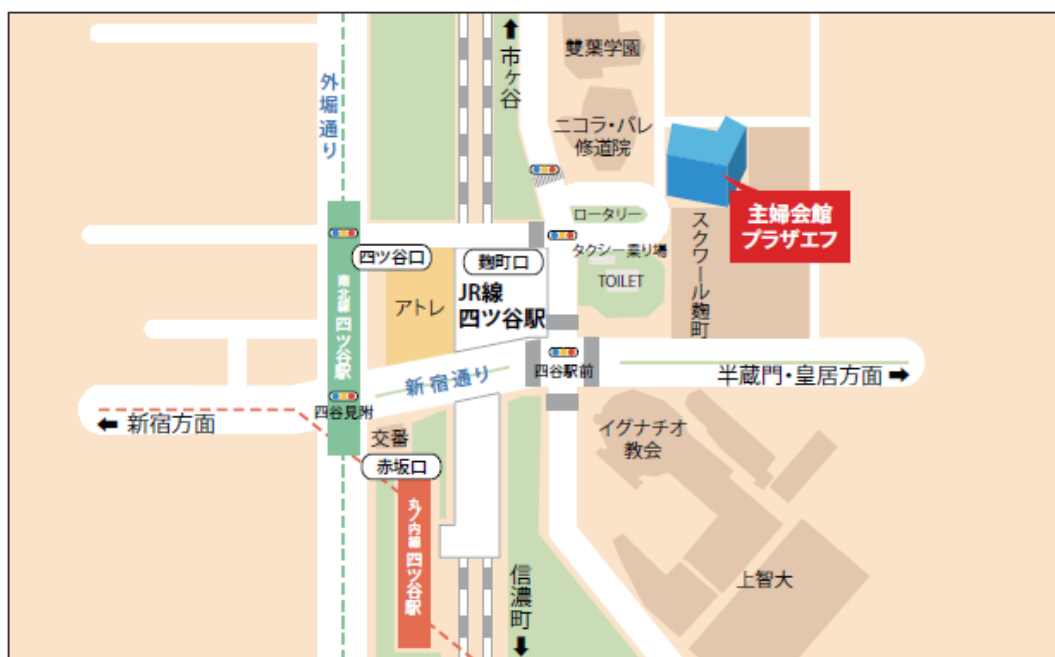 外堀通り
市ヶ谷
雙葉学園
ニコラ・バレ
修道院
主婦会館
プラザエフ
ロータリー
タクシー乗り場
TOILET
スクワール麹町
四ツ谷口
麹町口
アトレ
JR線
四ツ谷駅
南北線 四ツ谷駅
新宿通り
四谷駅前
半蔵門・皇居方面 ➡
⬅ 新宿方面
四谷見附
交番
赤坂口
イグナチオ
教会
丸ノ内線 四ツ谷駅
信濃町
上智大